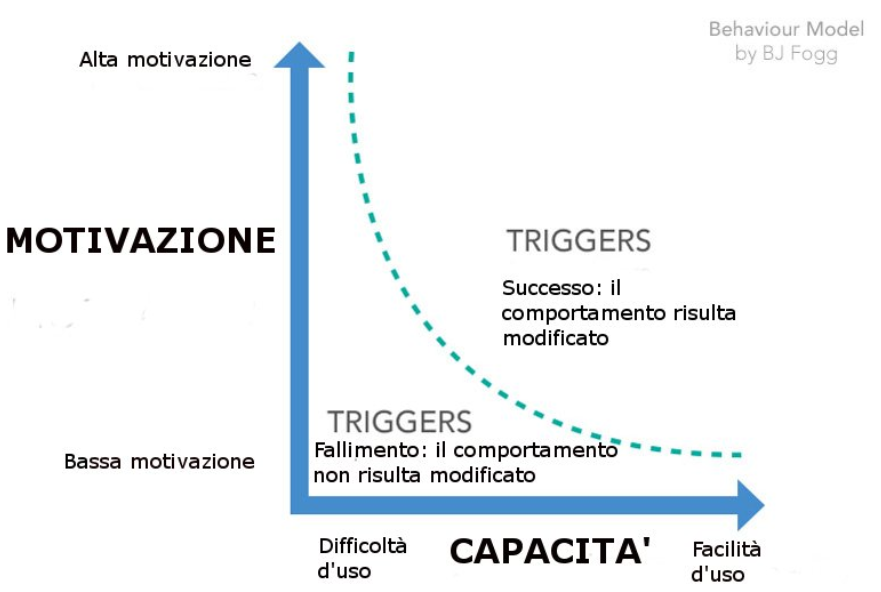 Behaviour Model
by BJ Fogg
Alta motivazione
MOTIVAZIONE
TRIGGERS
Successo: il
comportamento risulta
modificato
TRIGGERS
Fallimento: il comportamento
non risulta modificato
Bassa motivazione
Difficoltà
d'uso
CAPACITA'
Facilità
d'uso